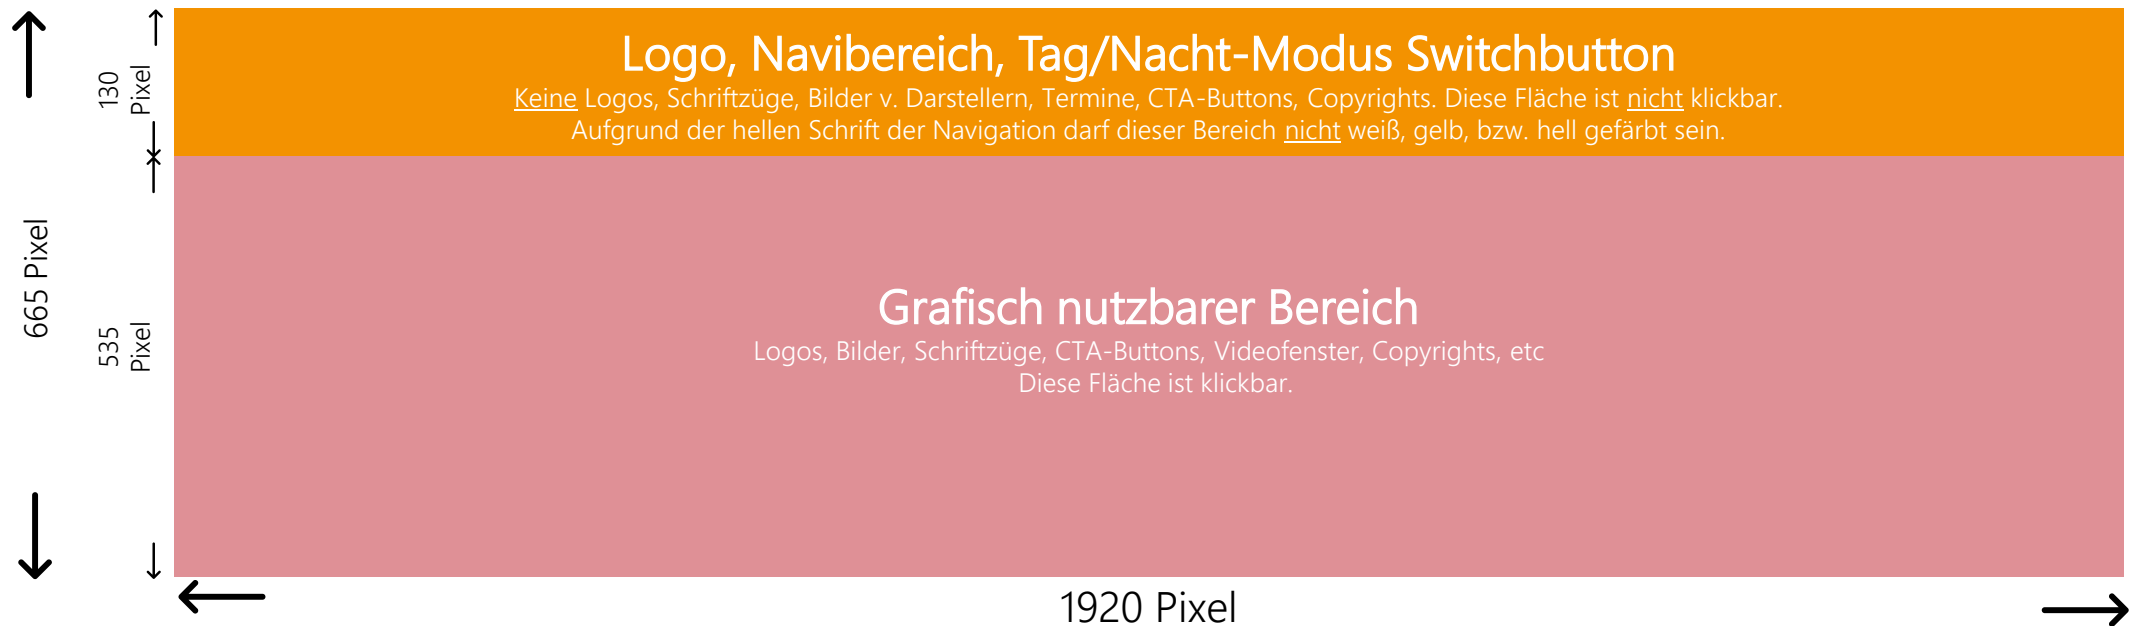 Logo, Navibereich, Tag/Nacht-Modus Switchbutton
Keine Logos, Schriftzüge, Bilder v. Darstellern, Termine, CTA-Buttons, Copyrights. Diese Fläche ist nicht klickbar.
Aufgrund der hellen Schrift der Navigation darf dieser Bereich nicht weiß, gelb, bzw. hell gefärbt sein.
130
Pixel
665 Pixel
535
Pixel
Grafisch nutzbarer Bereich
Logos, Bilder, Schriftzüge, CTA-Buttons, Videofenster, Copyrights, etc
Diese Fläche ist klickbar.
1920 Pixel